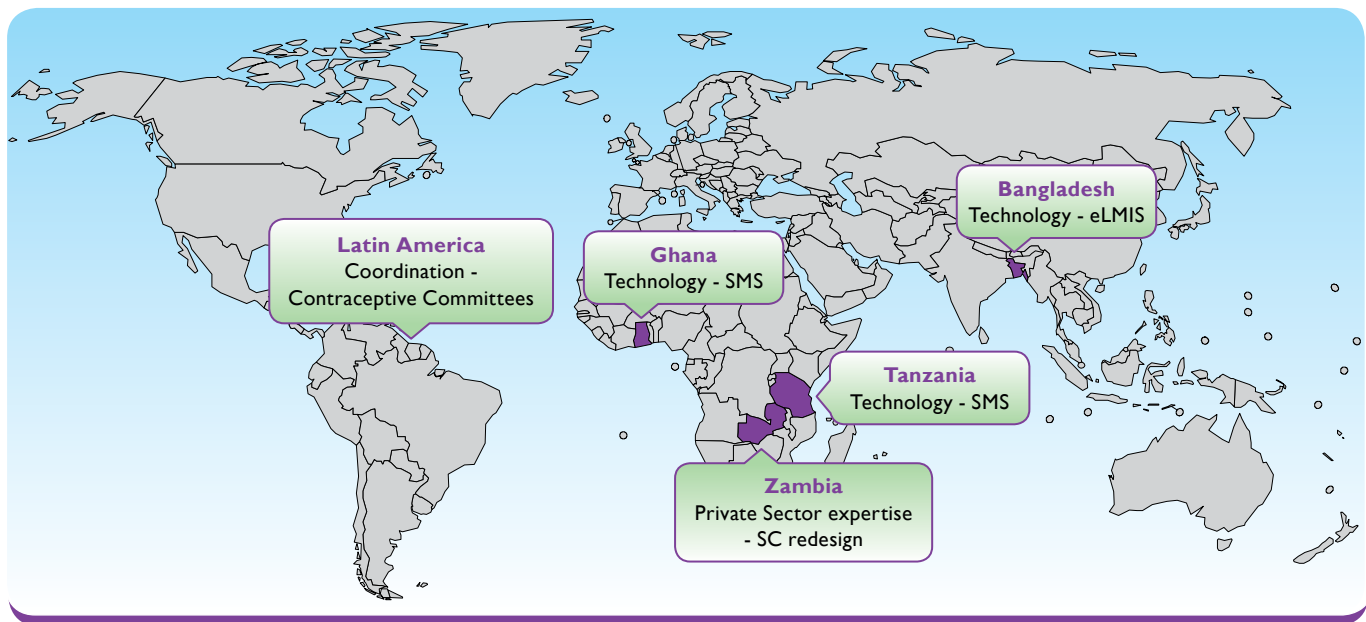 Latin America
Coordination -
Contraceptive Committees
Ghana
Technology - SMS
Bangladesh
Technology - eLMIS
Tanzania
Technology - SMS
Zambia
Private Sector expertise
- SC redesign